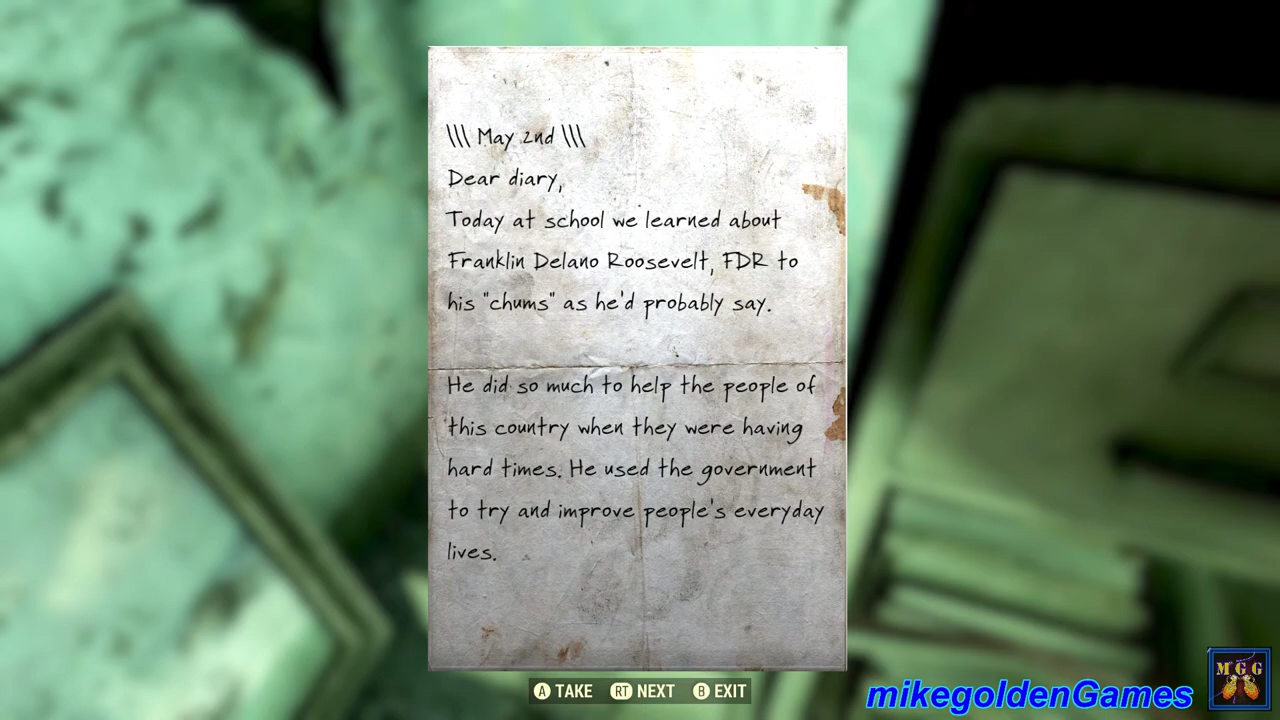 \\\ May 2nd \\\
Dear diary,
Today at school we learned about
Franklin Delano Roosevelt, FDR to
his "chums" as he'd probably say.
He did so much to help the people of
this country when they were having
hard times. He used the government
to try and improve people's everyday
lives.
A TAKE RT NEXT B EXIT
mikegoldenGames
MGG